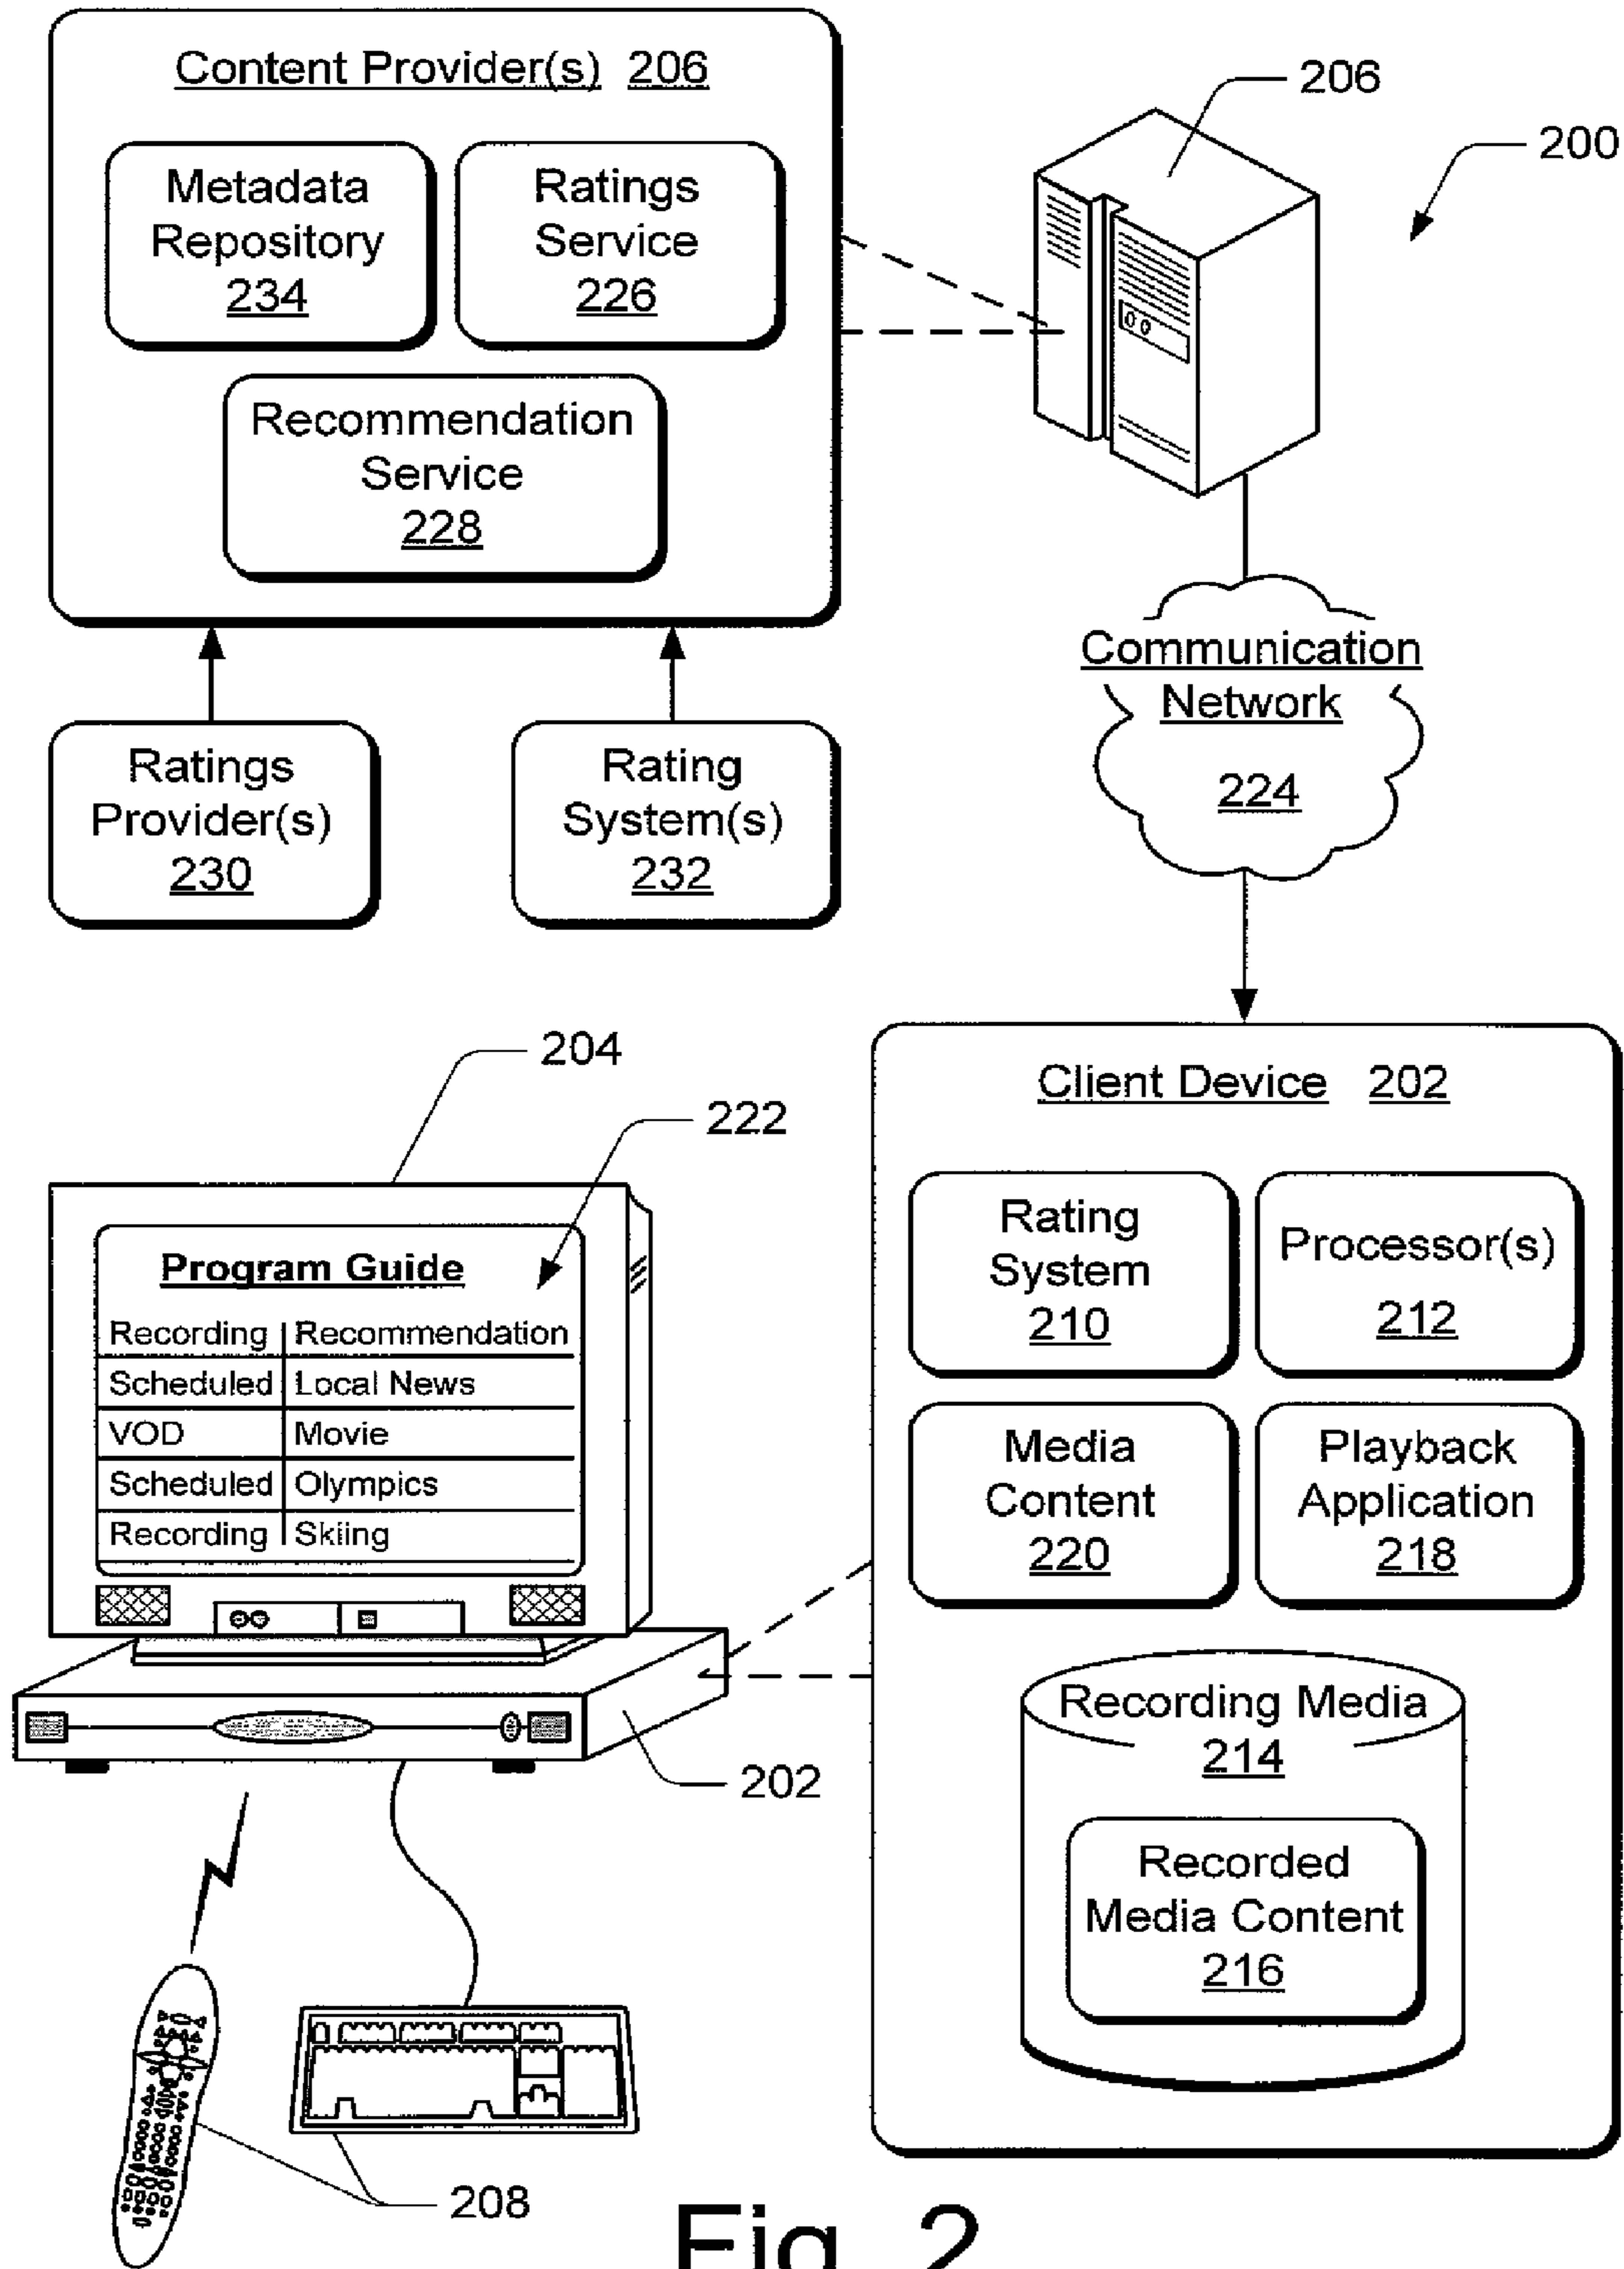 Content Provider(s) 206
Metadata
Repository
234
Ratings
Service
226
Recommendation
Service
228
206
200
Communication
Network
224
Ratings
Provider(s)
230
Rating
System(s)
232
204
222
Program Guide
Recording Recommendation
Scheduled Local News
VOD Movie
Scheduled Olympics
Recording Skiing
202
208
Client Device 202
Rating
System
210
Processor(s)
212
Media
Content
220
Playback
Application
218
Recording Media
214
Recorded
Media Content
216
Fig. 2